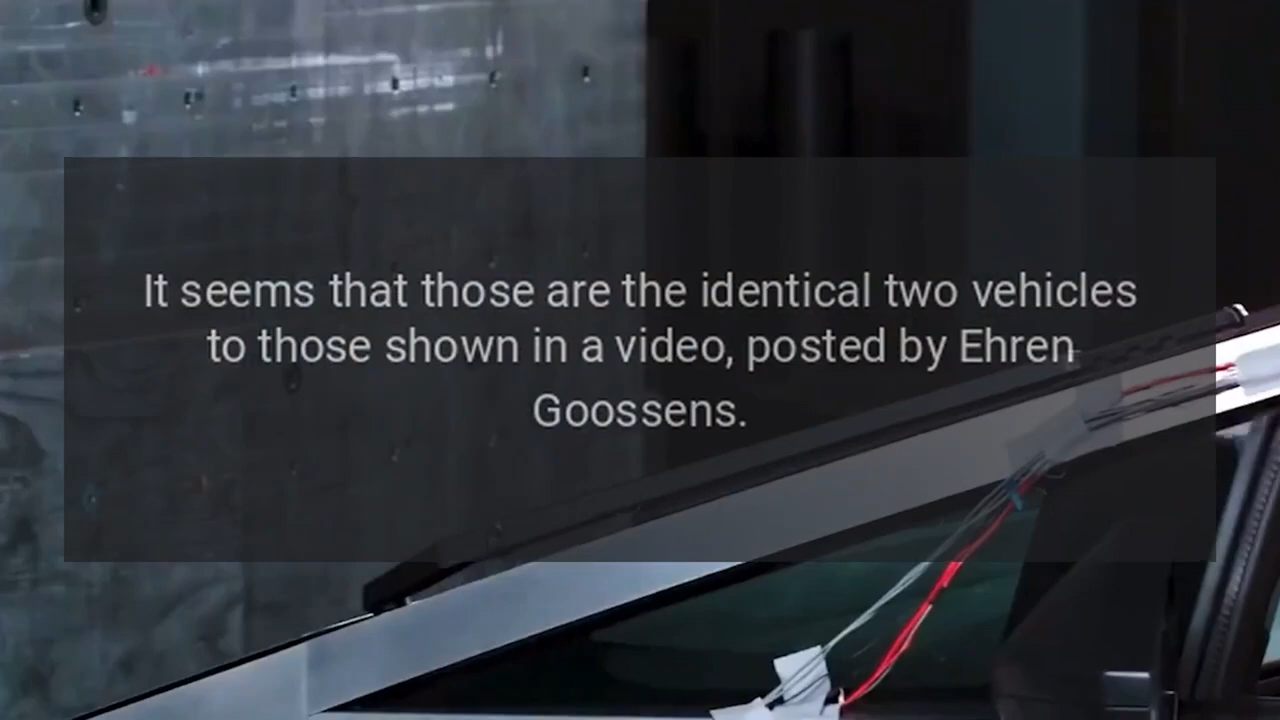 It seems that those are the identical two vehicles
to those shown in a video, posted by Ehren
Goossens.